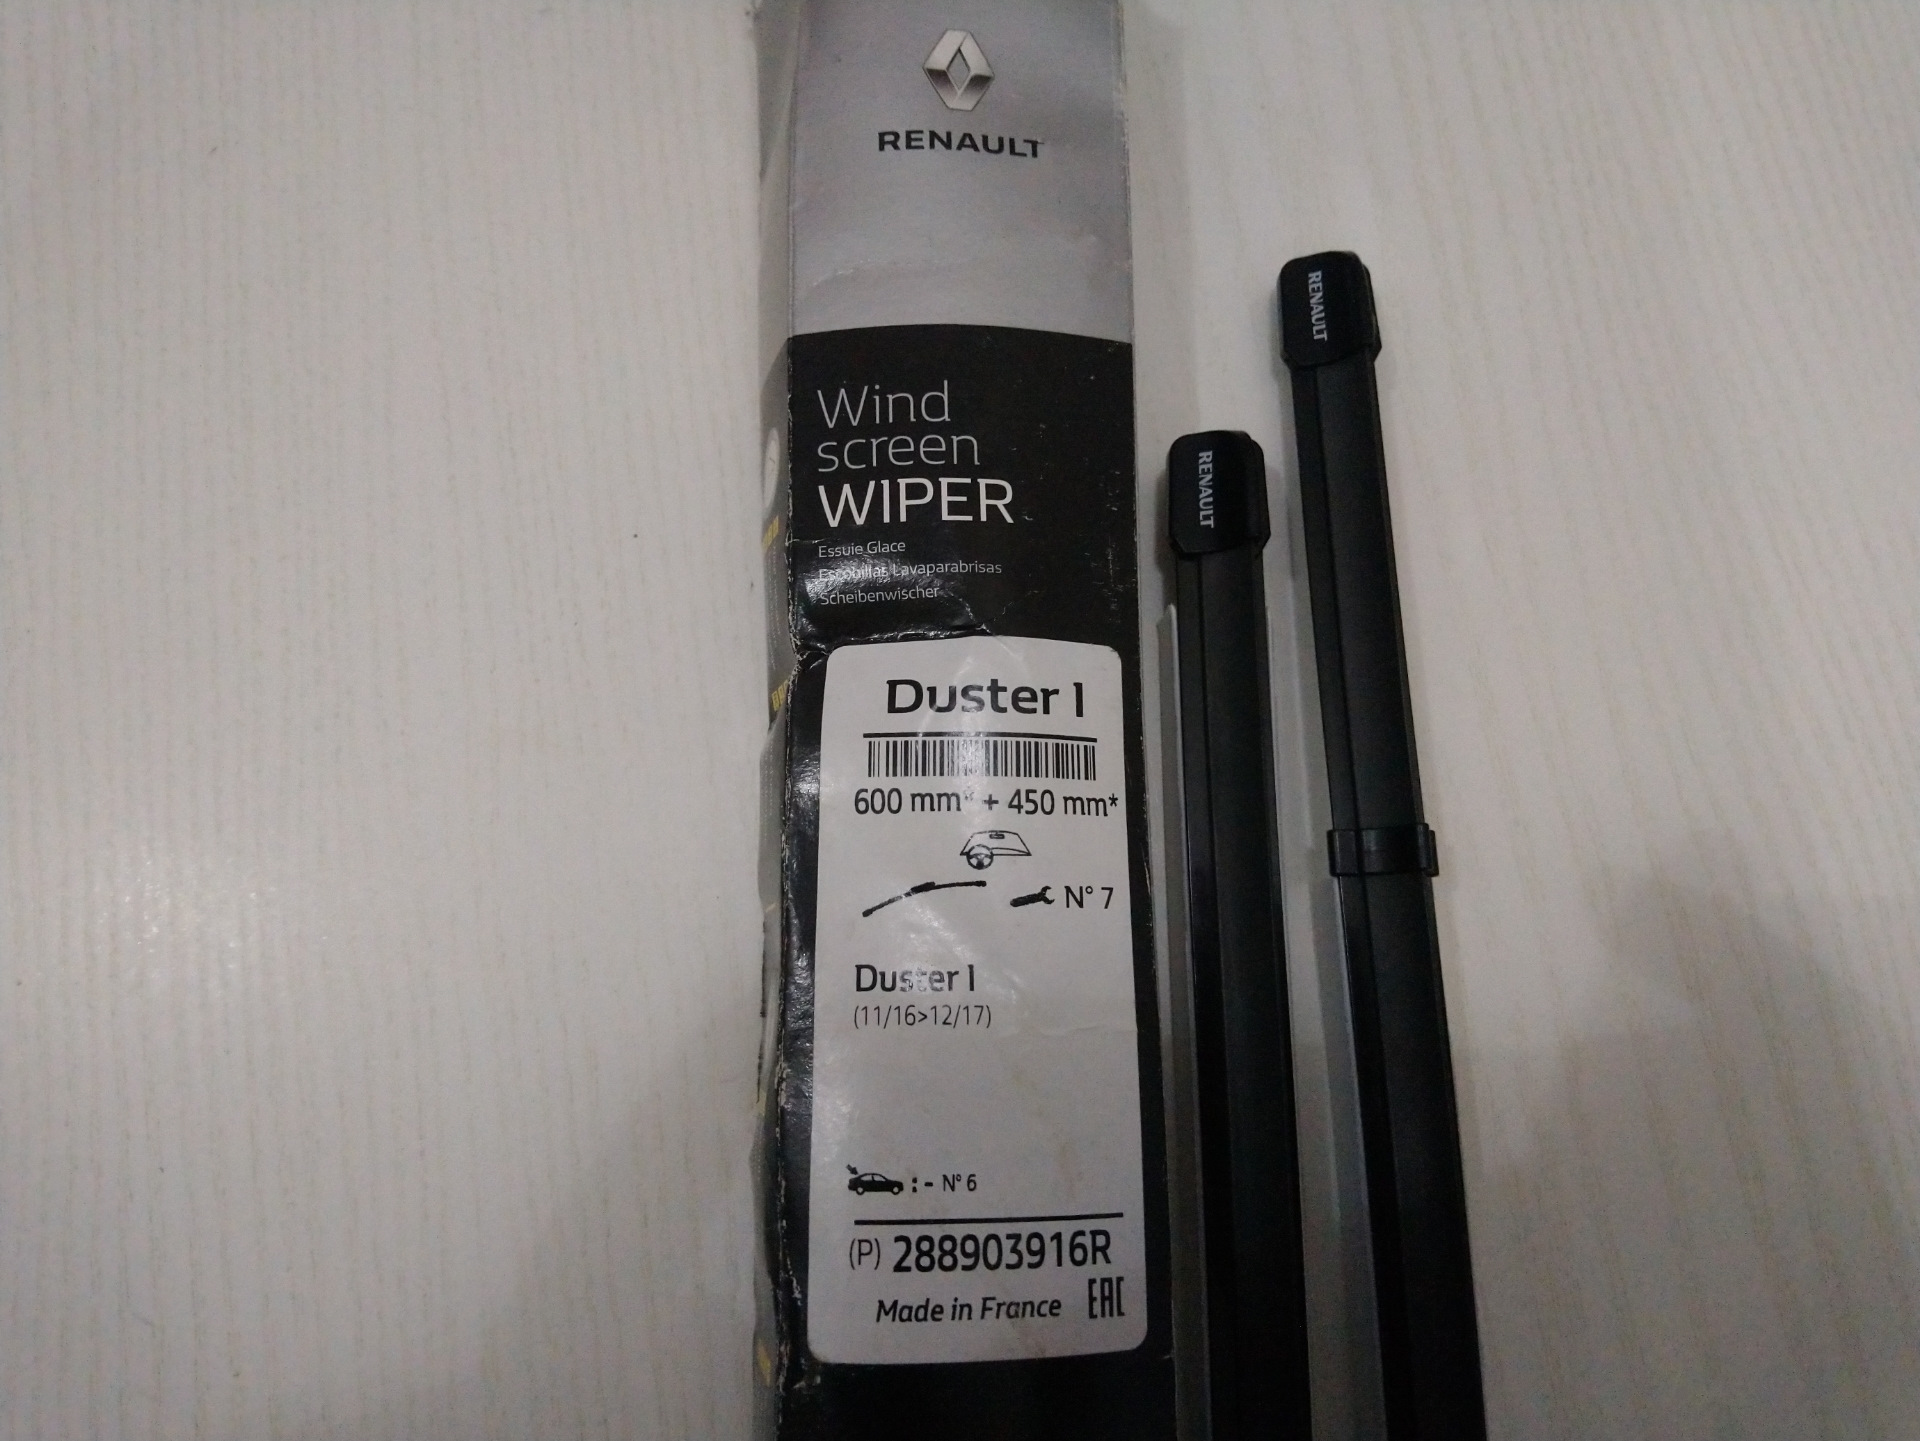 RENAULT
Wind
screen
WIPER
Essuie Glace
Escobillas Lavaparabrisas
Scheibenwischer
Duster I
600 mm* + 450 mm*
N° 7
Duster I
(11/16>12/17)
: - N° 6
(P) 288903916R
Made in France EAC
RENAULT
RENAULT